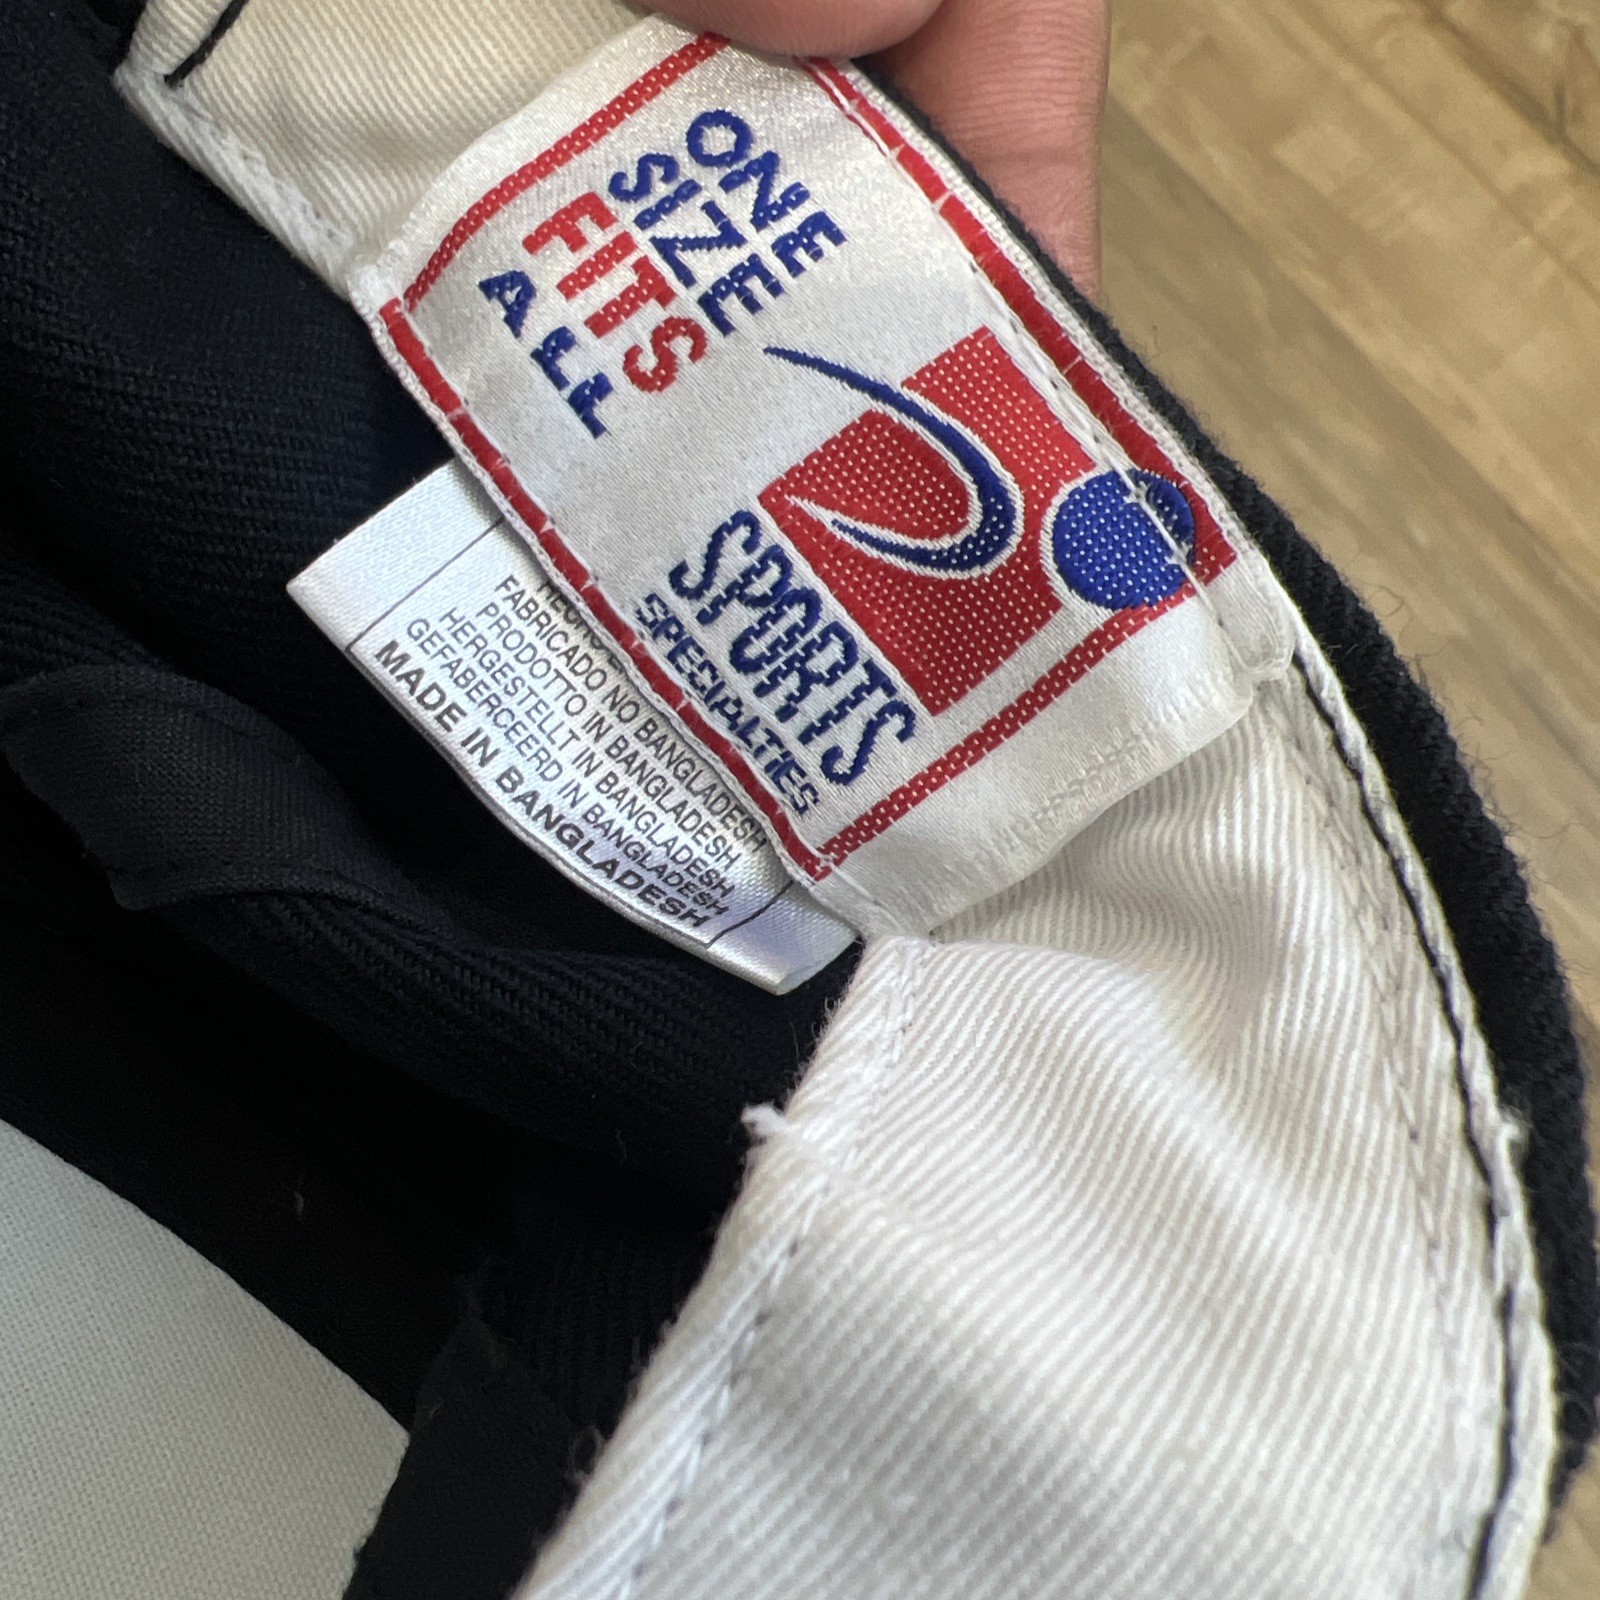 ONE
SIZE
FITS
ALL
SPORTS
SPECIALTIES
FABRICADO NO BANGLADESH
PRODOTTO IN BANGLADESH
HERGESTELLT IN BANGLADESH
GEFABERCEERD IN BANGLADESH
MADE IN BANGLADESH